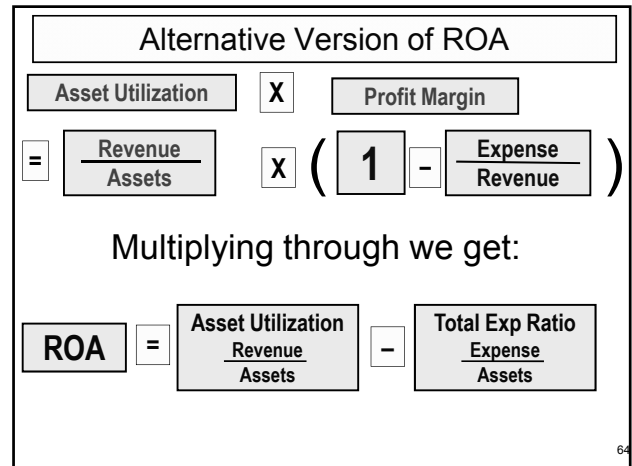 Alternative Version of ROA
Asset Utilization X Profit Margin
= Revenue Assets X ( 1 - Expense Revenue )
Multiplying through we get:
ROA = Asset Utilization Revenue Assets - Total Exp Ratio Expense Assets
64